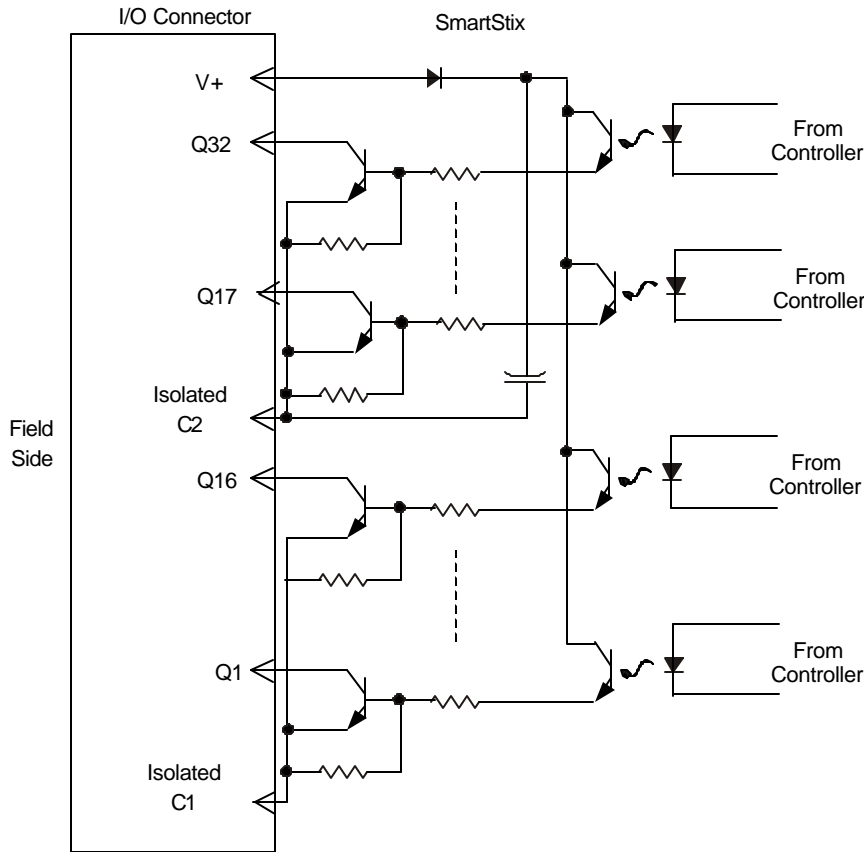 I/O Connector
SmartStix
V+
Q32
From
Controller
Q17
From
Controller
Isolated
C2
Field
Side
Q16
From
Controller
Q1
From
Controller
Isolated
C1